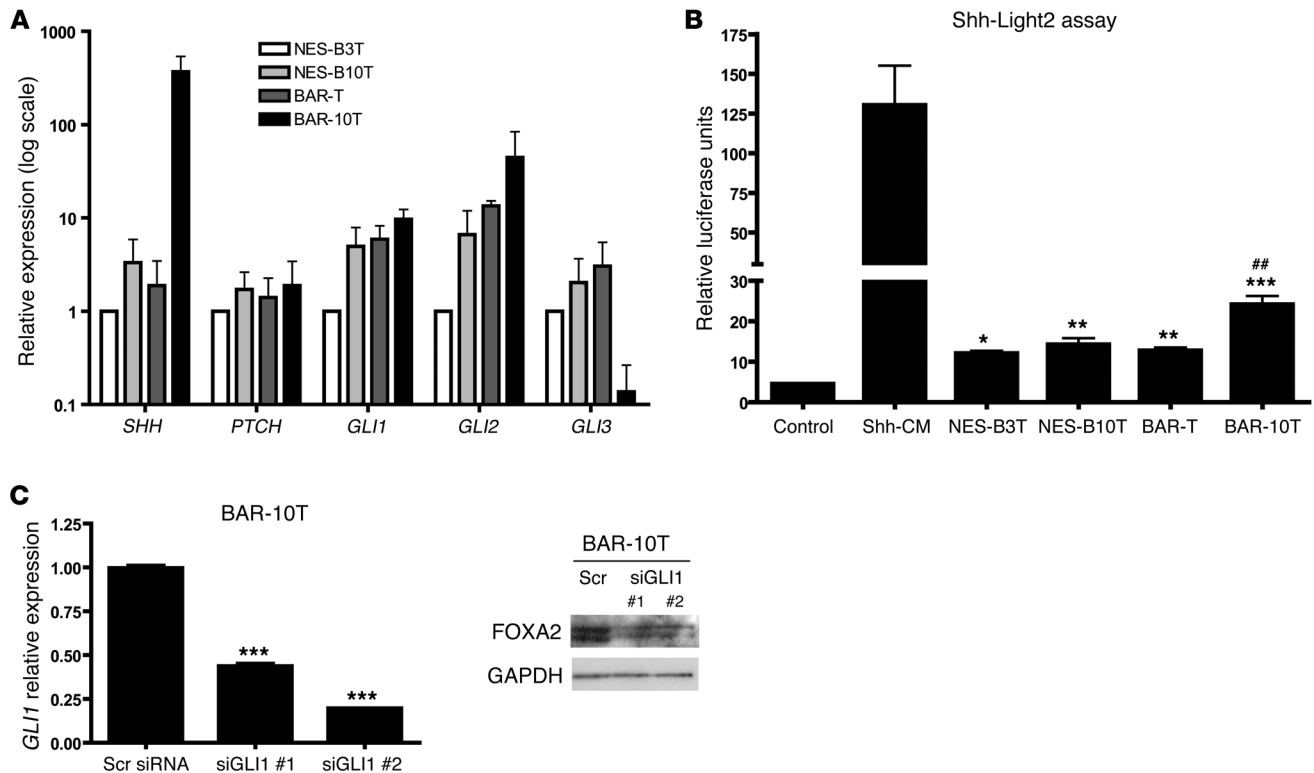 A
1000
100
10
1
0.1
Relative expression (log scale)
NES-B3T
NES-B10T
BAR-T
BAR-10T
SHH PTCH GLI1 GLI2 GLI3
B
Shh-Light2 assay
175
150
125
100
75
50
30
20
10
0
Relative luciferase units
*
**
**
##
***
Control Shh-CM NES-B3T NES-B10T BAR-T BAR-10T
C
BAR-10T
1.25
1.00
0.75
0.50
0.25
0.00
GLI1 relative expression
***
***
Scr siRNA siGLI1 #1 siGLI1 #2
BAR-10T
Scr siGLI1
#1 #2
FOXA2
GAPDH